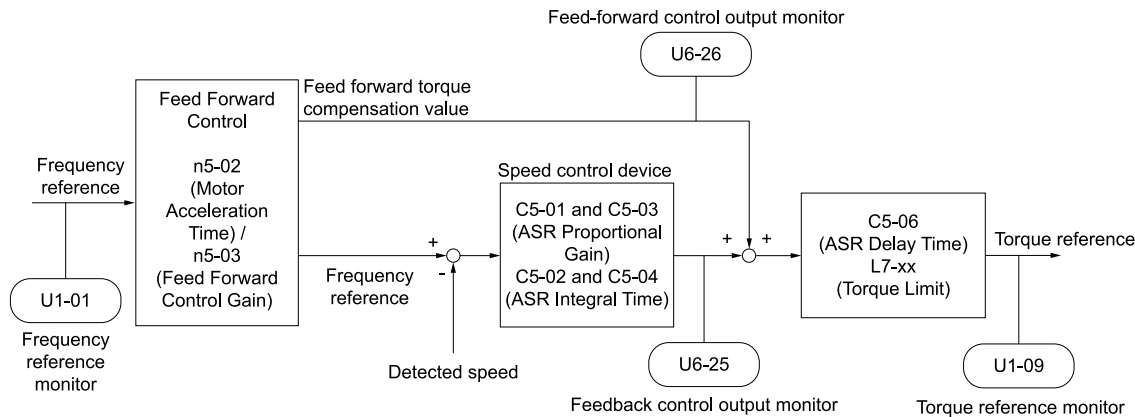 Feed-forward control output monitor
U6-26
Feed forward torque
compensation value
Feed Forward
Control
n5-02
(Motor
Acceleration
Time) /
n5-03
(Feed Forward
Control Gain)
Frequency
reference
U1-01
Frequency
reference
monitor
+
-
Frequency
reference
Detected speed
Speed control device
C5-01 and C5-03
(ASR Proportional
Gain)
C5-02 and C5-04
(ASR Integral Time)
+
+
U6-25
Feedback control output monitor
C5-06
(ASR Delay Time)
L7-xx
(Torque Limit)
Torque reference
U1-09
Torque reference monitor